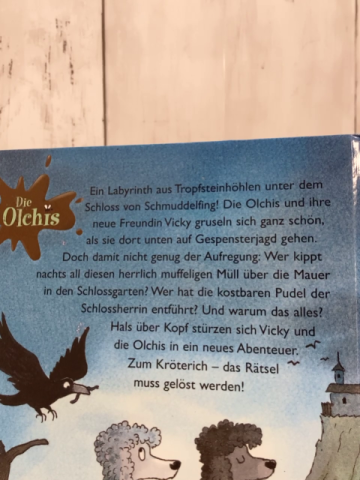 Die
Olchis
Ein Labyrinth aus Tropfsteinhöhlen unter dem
Schloss von Schmuddelfing! Die Olchis und ihre
neue Freundin Vicky gruseln sich ganz schön,
als sie dort unten auf Gespensterjagd gehen.
Doch damit nicht genug der Aufregung: Wer kippt
nachts all diesen herrlich muffeligen Müll über die Mauer
in den Schlossgarten? Wer hat die kostbaren Pudel der
Schlossherrin entführt? Und warum das alles?
Hals über Kopf stürzen sich Vicky und
die Olchis in ein neues Abenteuer.
Zum Kröterich – das Rätsel
muss gelöst werden!